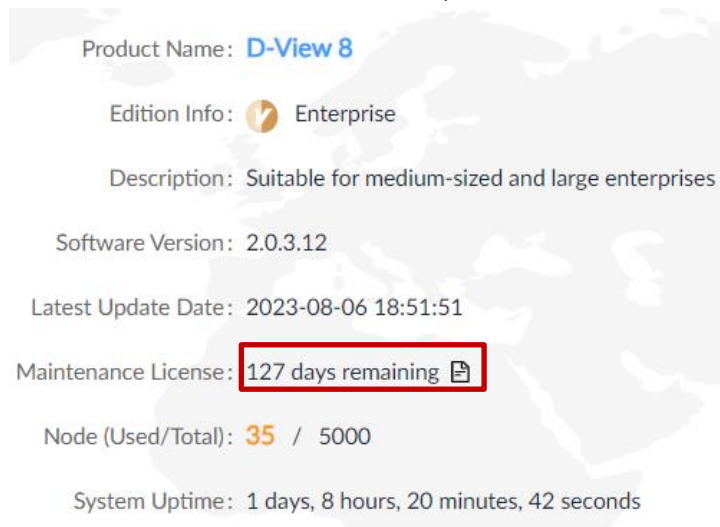 Product Name: D-View 8
Edition Info: Enterprise
Description: Suitable for medium-sized and large enterprises
Software Version: 2.0.3.12
Latest Update Date: 2023-08-06 18:51:51
Maintenance License: 127 days remaining
Node (Used/Total): 35 / 5000
System Uptime: 1 days, 8 hours, 20 minutes, 42 seconds